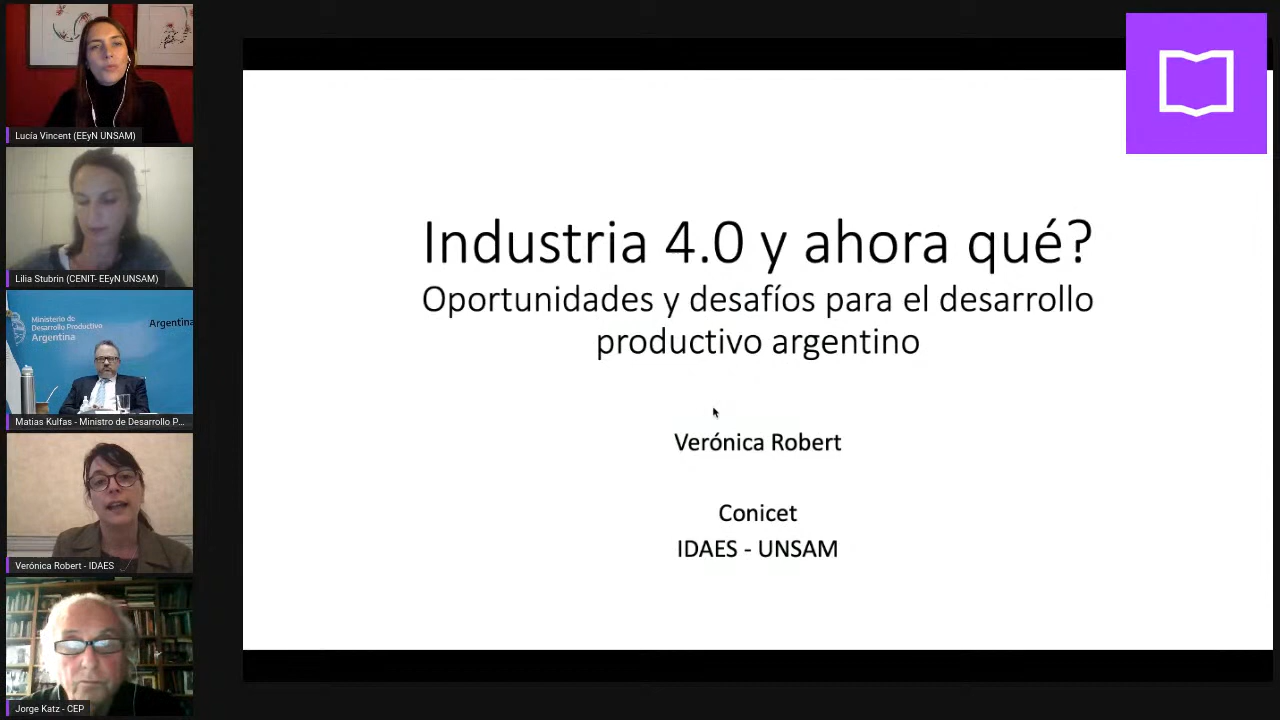 Lucía Vincent (EEyN UNSAM)
Lilia Stubrin (CENIT- EEyN UNSAM)
Ministerio de
Desarrollo Productivo
Argentina
Argentina
Matias Kulfas - Ministro de Desarrollo P...
Verónica Robert - IDAES
Jorge Katz - CEP
Industria 4.0 y ahora qué?
Oportunidades y desafíos para el desarrollo
productivo argentino
Verónica Robert
Conicet
IDAES - UNSAM